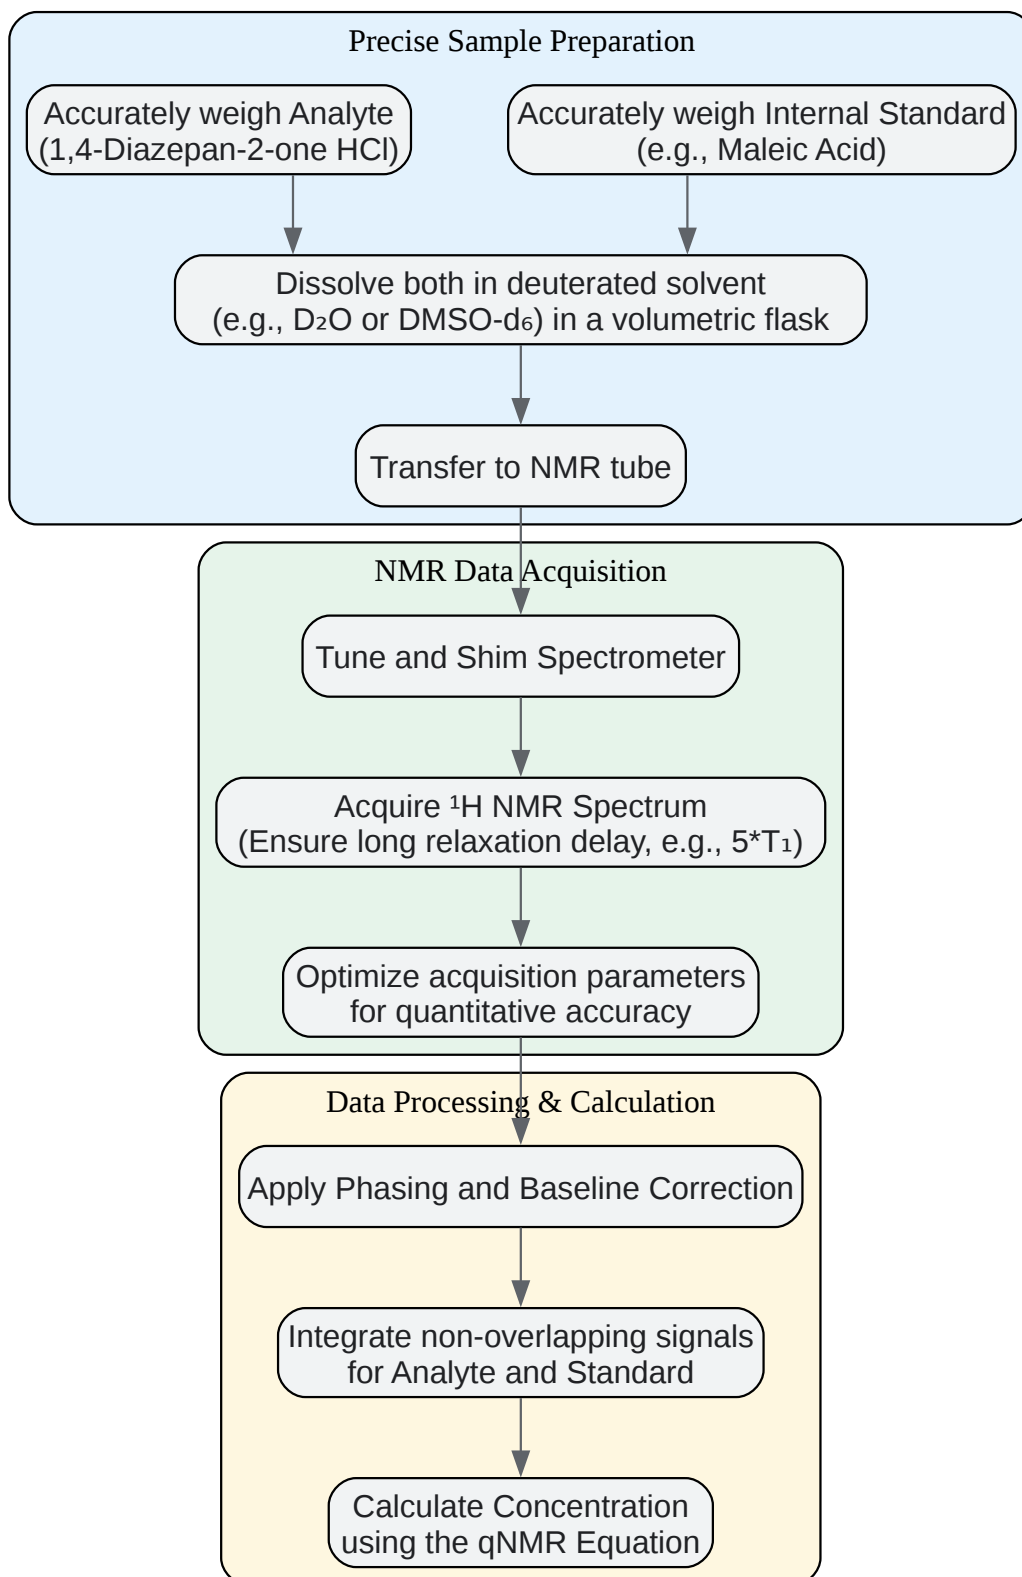 Precise Sample Preparation
Accurately weigh Analyte
(1,4-Diazepan-2-one HCl)
Accurately weigh Internal Standard
(e.g., Maleic Acid)
Dissolve both in deuterated solvent
(e.g., D₂O or DMSO-d₆) in a volumetric flask
Transfer to NMR tube
NMR Data Acquisition
Tune and Shim Spectrometer
Acquire ¹H NMR Spectrum
(Ensure long relaxation delay, e.g., 5*T₁)
Optimize acquisition parameters
for quantitative accuracy
Data Processing & Calculation
Apply Phasing and Baseline Correction
Integrate non-overlapping signals
for Analyte and Standard
Calculate Concentration
using the qNMR Equation